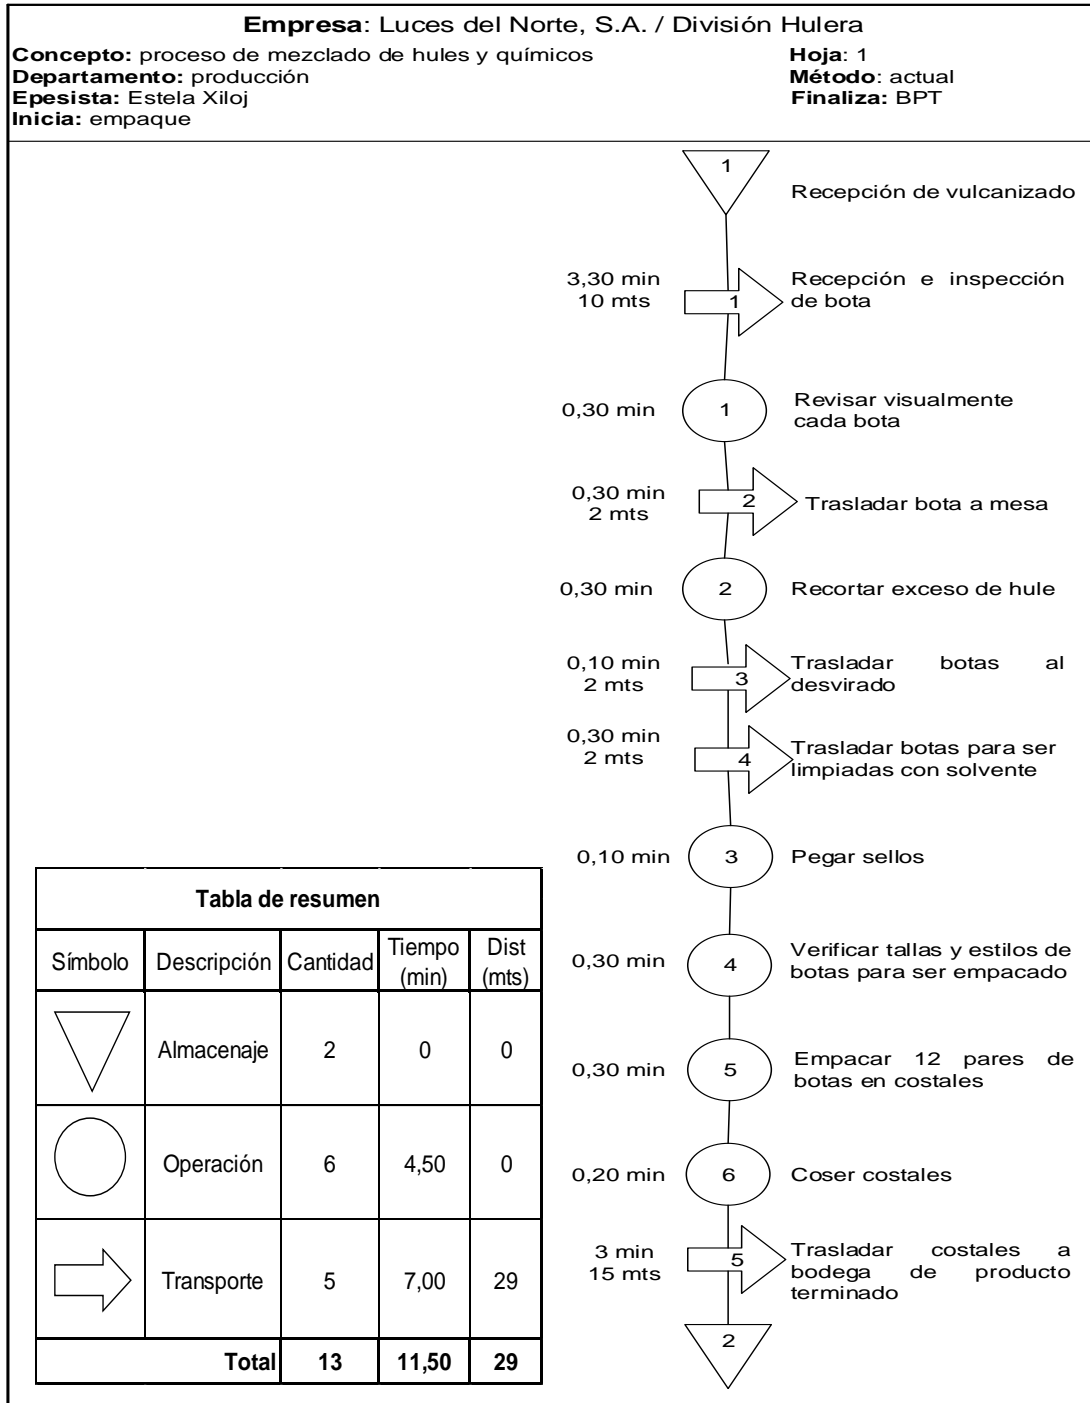 Empresa: Luces del Norte, S.A. / División Hulera
Concepto: proceso de mezclado de hules y químicos
Hoja: 1
Departamento: producción
Método: actual
Epesista: Estela Xiloj
Finaliza: BPT
Inicia: empaque
1
Recepción de vulcanizado
3,30 min
10 mts
1
Recepción e inspección
de bota
0,30 min
1
Revisar visualmente
cada bota
0,30 min
2 mts
2
Trasladar bota a mesa
0,30 min
2
Recortar exceso de hule
0,10 min
2 mts
3
Trasladar botas al
desvirado
0,30 min
2 mts
4
Trasladar botas para ser
limpiadas con solvente
0,10 min
3
Pegar sellos
0,30 min
4
Verificar tallas y estilos de
botas para ser empacado
0,30 min
5
Empacar 12 pares de
botas en costales
0,20 min
6
Coser costales
3 min
15 mts
5
Trasladar costales a
bodega de producto
terminado
2
Tabla de resumen
Símbolo Descripción Cantidad Tiempo (min) Dist (mts)
Almacenaje 2 0 0
Operación 6 4,50 0
Transporte 5 7,00 29
Total 13 11,50 29